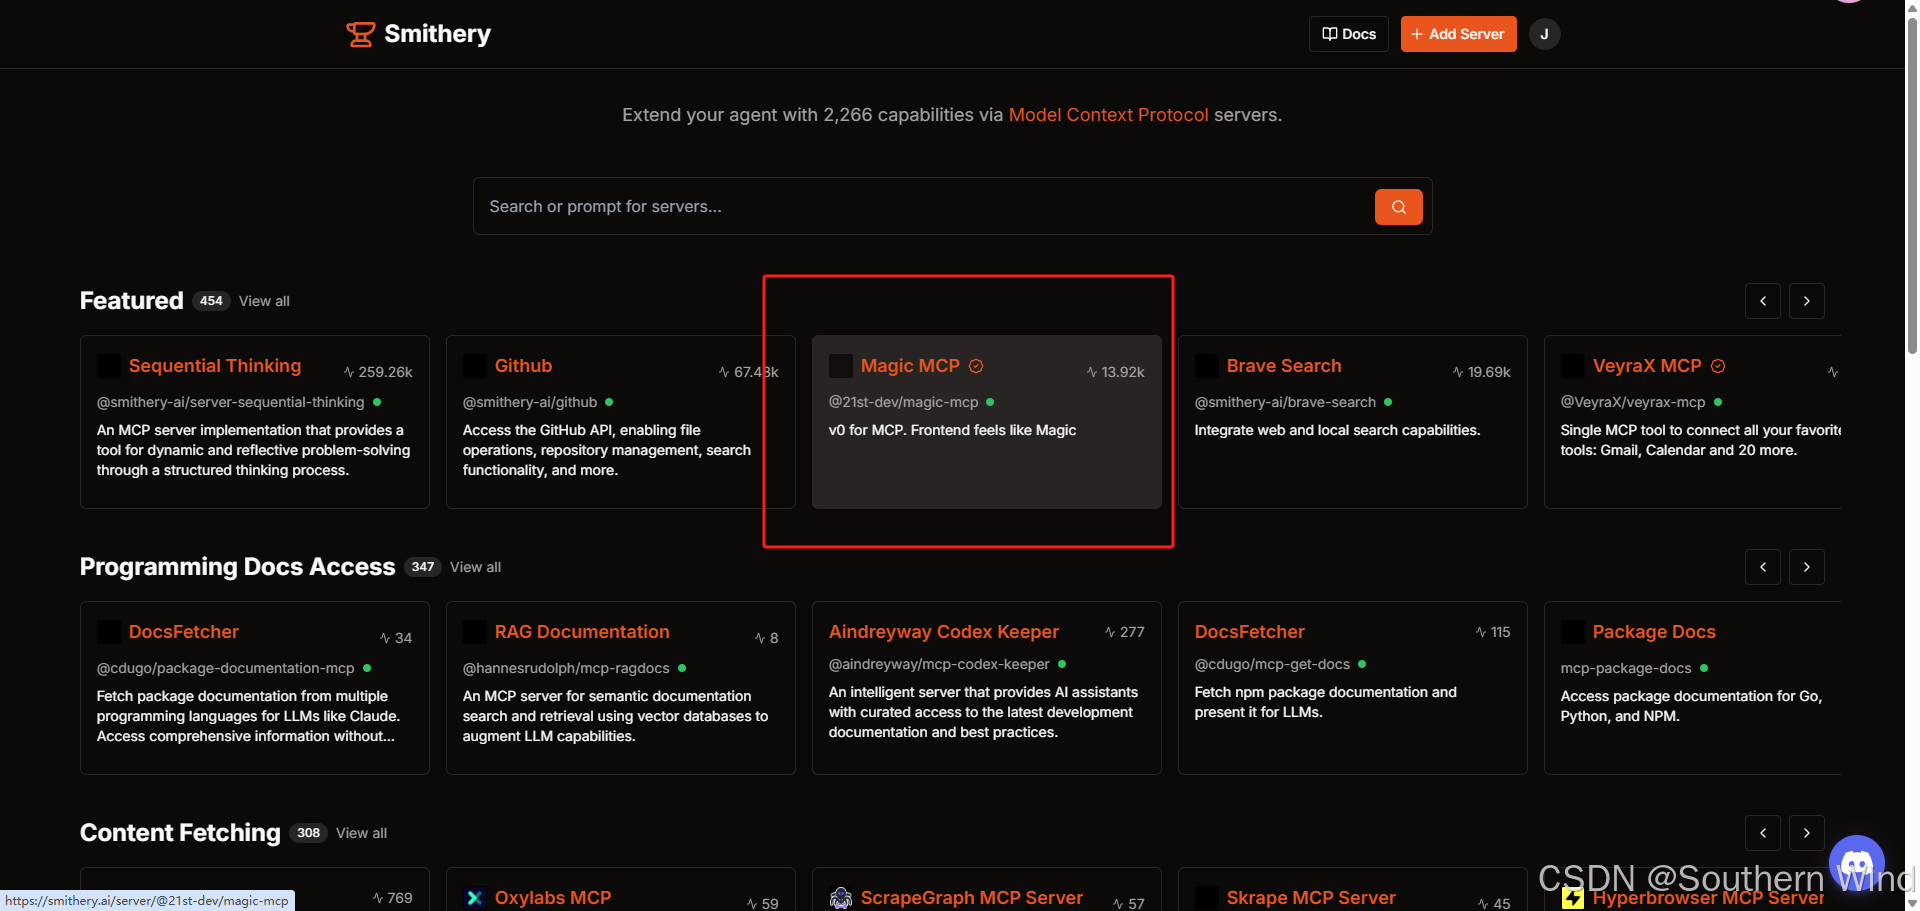 Smithery
Docs
+ Add Server
J
Extend your agent with 2,266 capabilities via Model Context Protocol servers.
Search or prompt for servers...
Featured 454 View all
Sequential Thinking 259.26k
@smithery-ai/server-sequential-thinking
An MCP server implementation that provides a
tool for dynamic and reflective problem-solving
through a structured thinking process.
Github 67.43k
@smithery-ai/github
Access the GitHub API, enabling file
operations, repository management, search
functionality, and more.
Magic MCP 13.92k
@21st-dev/magic-mcp
v0 for MCP. Frontend feels like Magic
Brave Search 19.69k
@smithery-ai/brave-search
Integrate web and local search capabilities.
VeyraX MCP
@VeyraX/veyrax-mcp
Single MCP tool to connect all your favorite
tools: Gmail, Calendar and 20 more.
Programming Docs Access 347 View all
DocsFetcher 34
@cdugo/package-documentation-mcp
Fetch package documentation from multiple
programming languages for LLMs like Claude.
Access comprehensive information without...
RAG Documentation 8
@hannesrudolph/mcp-ragdocs
An MCP server for semantic documentation
search and retrieval using vector databases to
augment LLM capabilities.
Aindreyway Codex Keeper 277
@aindreyway/mcp-codex-keeper
An intelligent server that provides AI assistants
with curated access to the latest development
documentation and best practices.
DocsFetcher 115
@cdugo/mcp-get-docs
Fetch npm package documentation and
present it for LLMs.
Package Docs
mcp-package-docs
Access package documentation for Go,
Python, and NPM.
Content Fetching 308 View all
769
Oxylabs MCP 59
ScrapeGraph MCP Server 57
Skrape MCP Server 45
Hyperbrowser MCP Server
https://smithery.ai/server/@21st-dev/magic-mcp
CSDN @Southern Wind